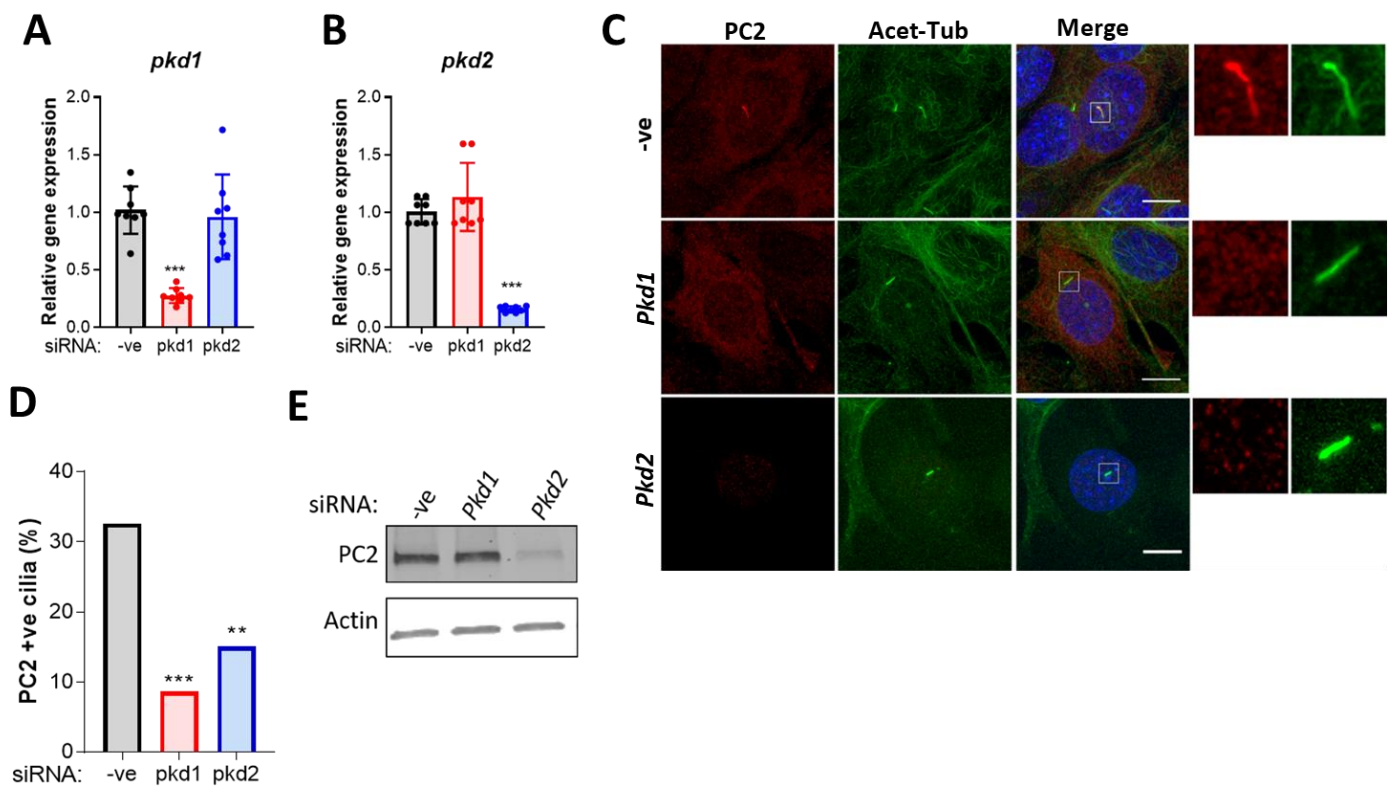 A
pkd1
Relative gene expression
2.0
1.5
1.0
0.5
0.0
***
siRNA: -ve pkd1 pkd2
B
pkd2
Relative gene expression
2.0
1.5
1.0
0.5
0.0
***
siRNA: -ve pkd1 pkd2
C
PC2 Acet-Tub Merge
-ve
Pkd1
Pkd2
D
PC2 +ve cilia (%)
40
30
20
10
0
***
**
siRNA: -ve pkd1 pkd2
E
siRNA: -ve Pkd1 Pkd2
PC2
Actin